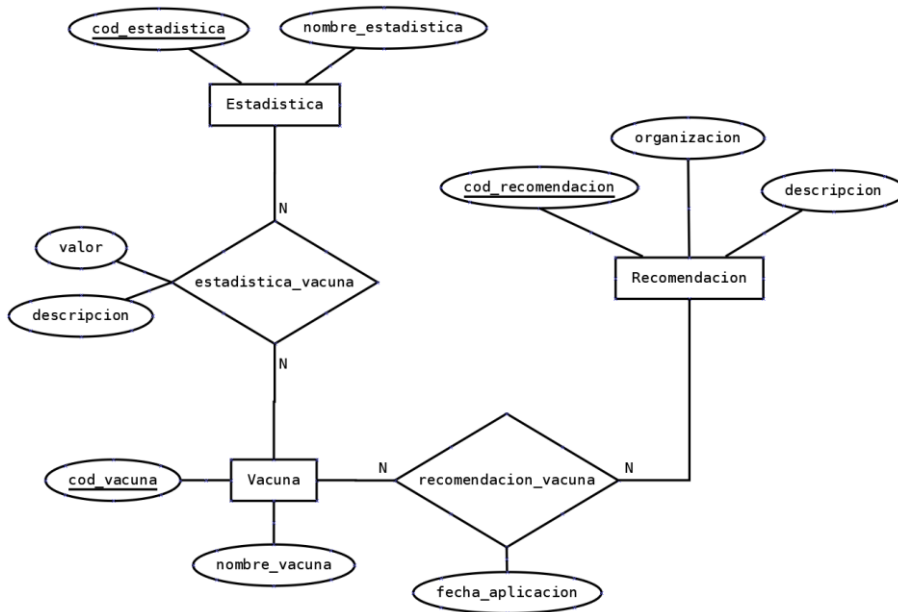 cod_estadistica
nombre_estadistica
Estadistica
organizacion
cod_recomendacion
descripcion
N
valor
estadistica_vacuna
Recomendacion
descripcion
N
cod_vacuna
Vacuna
N
recomendacion_vacuna
N
nombre_vacuna
fecha_aplicacion